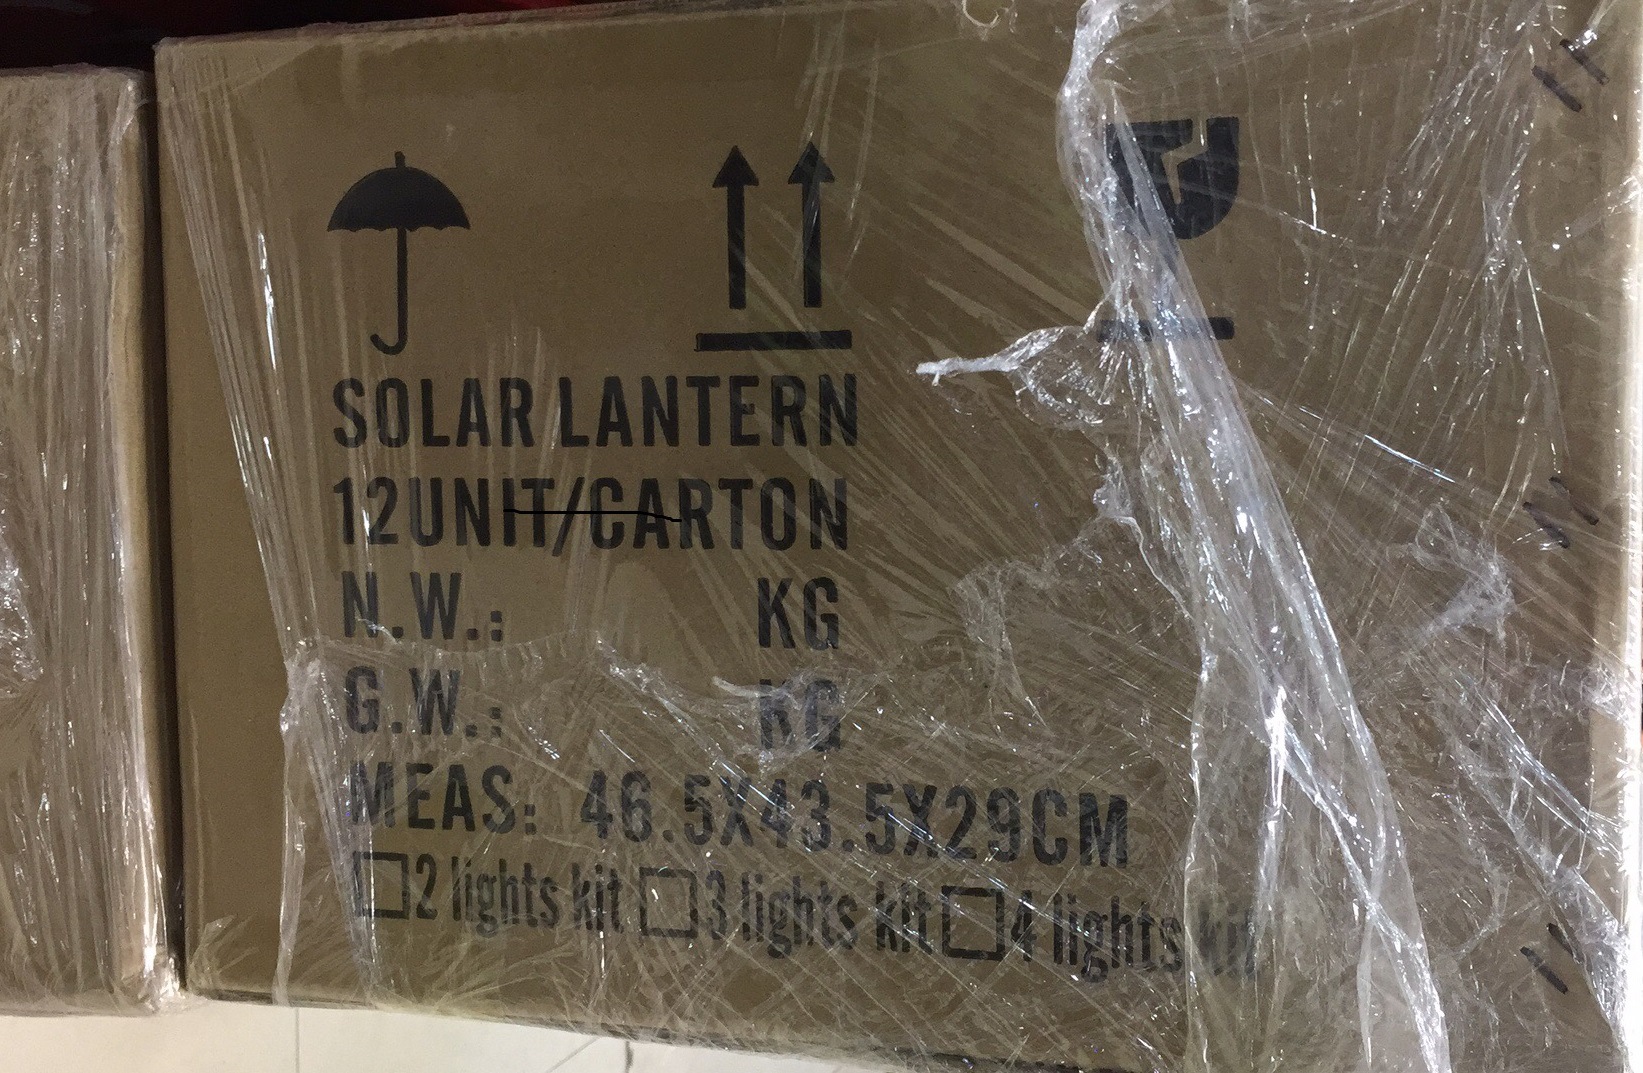 SOLAR LANTERN
12UNIT/CARTON
N.W.: KG
G.W.: KG
MEAS: 46.5X43.5X29CM
2 lights kit 3 lights kit 4 lights kit